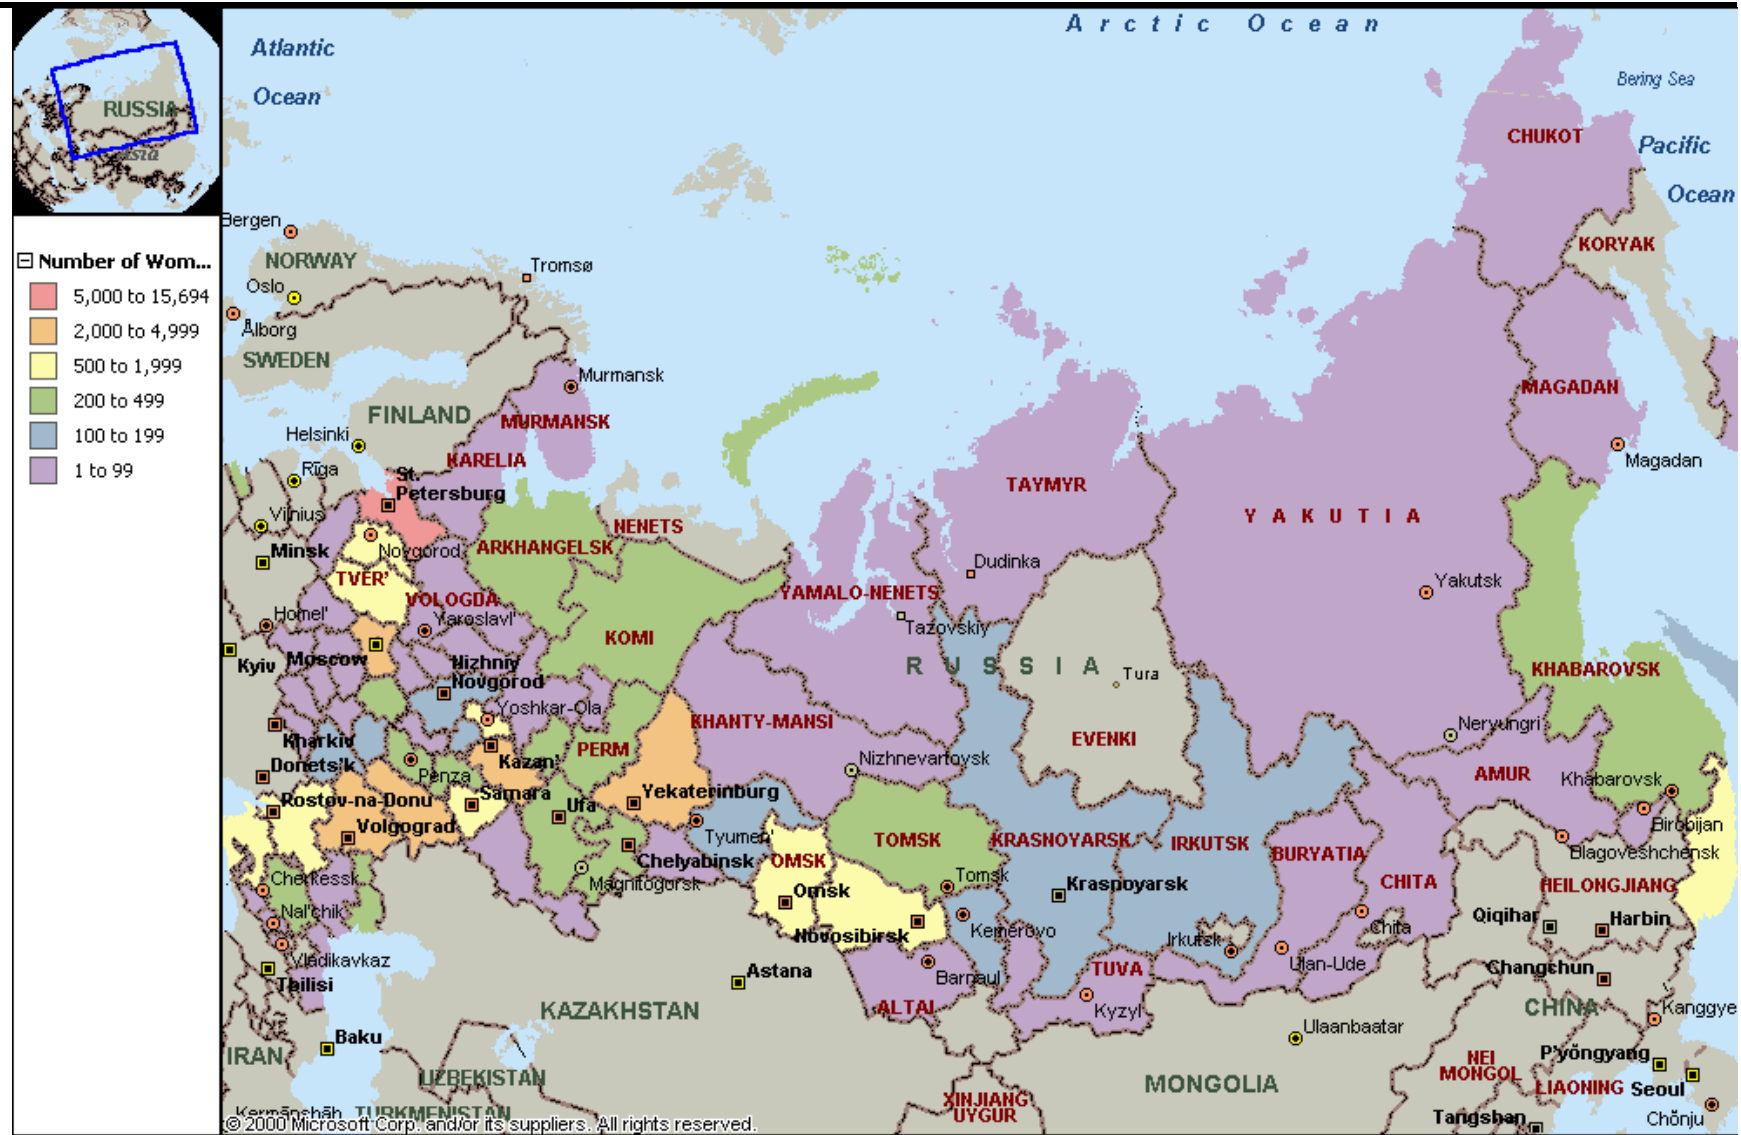 RUSSIA
Asia
Number of Wom...
5,000 to 15,694
2,000 to 4,999
500 to 1,999
200 to 499
100 to 199
1 to 99
Arctic Ocean
Atlantic
Ocean
Bering Sea
Pacific
Ocean
CHUKOT
KORYAK
MAGADAN
Magadan
Bergen
NORWAY
Oslo
Tromsø
Ålborg
SWEDEN
FINLAND
Helsinki
Murmansk
MURMANSK
KARELIA
Rīga
St.
Petersburg
Vilnius
Minsk
Novgorod
NENETS
ARKHANGELSK
TVER'
VOLOGDA
Yaroslavl'
Homel'
KOMI
Kyiv
Moscow
Nizhniy
Novgorod
Yoshkar-Ola
TAYMYR
YAKUTIA
Dudinka
YAMALO-NENETS
Tazovskiy
Yakutsk
RUSSIA
Tura
KHABAROVSK
KHANTY-MANSI
EVENKI
Neryungri
Kharkiv
PERM
Kazan'
Nizhnevartovsk
Donets'k
Penza
AMUR
Khabarovsk
Rostov-na-Donu
Samara
Ufa
Yekaterinburg
Volgograd
Tyumen'
TOMSK
KRASNOYARSK
IRKUTSK
BURYATIA
Birobijan
Blagoveshchensk
Chelyabinsk
OMSK
Cherkessk
Magnitogorsk
Omsk
Tomsk
Krasnoyarsk
CHITA
HEILONGJIANG
Nal'chik
Novosibirsk
Kemerovo
Irkutsk
Chita
Qiqihar
Harbin
Vladikavkaz
Tbilisi
Astana
Barnaul
TUVA
Ulan-Ude
Changchun
KAZAKHSTAN
ALTAI
Kyzyl
CHINA
Kanggye
Baku
Ulaanbaatar
IRAN
UZBEKISTAN
MONGOLIA
NEI
MONGOL
P'yŏngyang
LIAONING
Seoul
XINJIANG
UYGUR
Kermānshāh
TURKMENISTAN
Tangshan
Chŏnju
© 2000 Microsoft Corp. and/or its suppliers. All rights reserved.